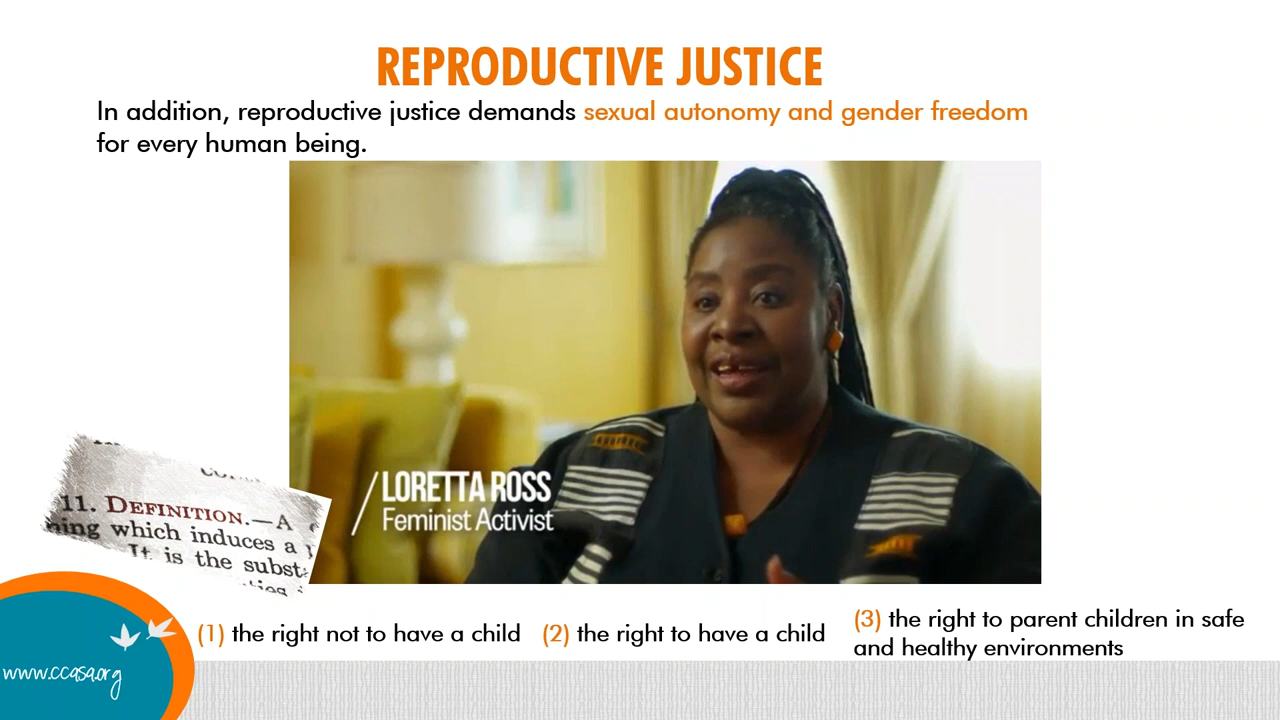 REPRODUCTIVE JUSTICE
In addition, reproductive justice demands sexual autonomy and gender freedom
for every human being.
LORETTA ROSS
Feminist Activist
11. DEFINITION.—A
which induces a
It is the subst
(1) the right not to have a child
(2) the right to have a child
(3) the right to parent children in safe
and healthy environments
www.ccasa.org